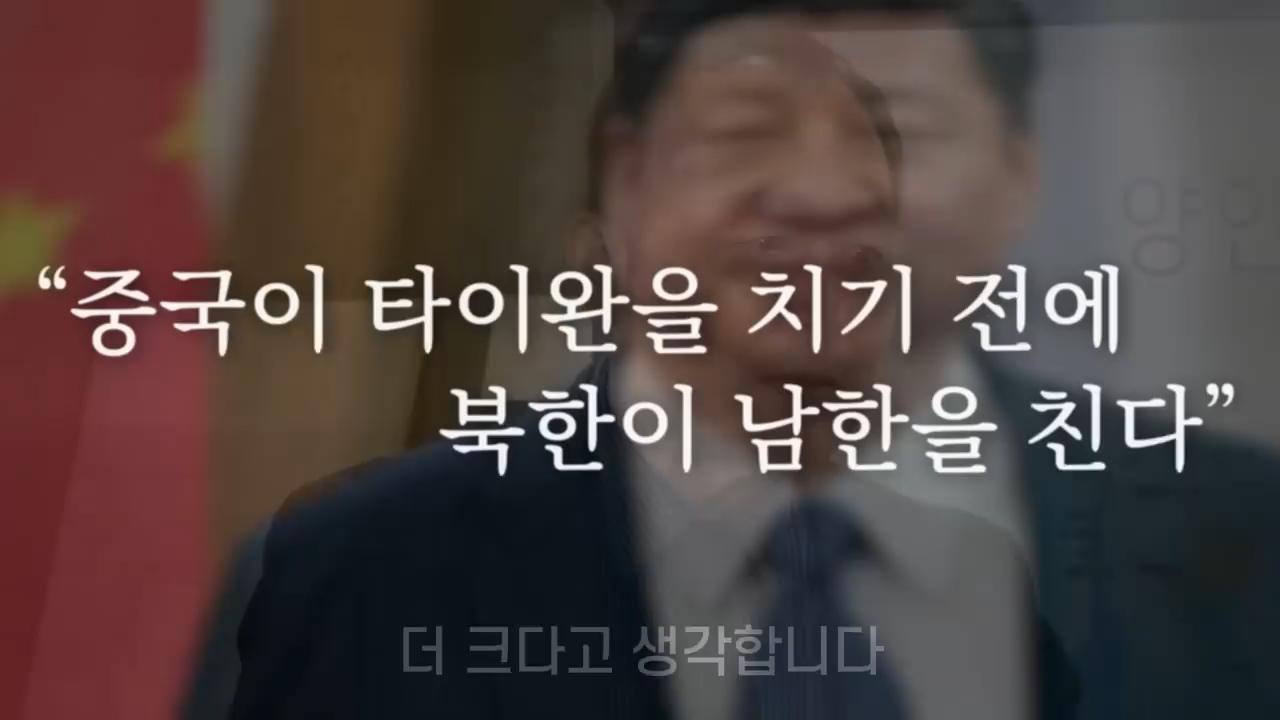 “중국이 타이완을 치기 전에
북한이 남한을 친다”
더 크다고 생각합니다